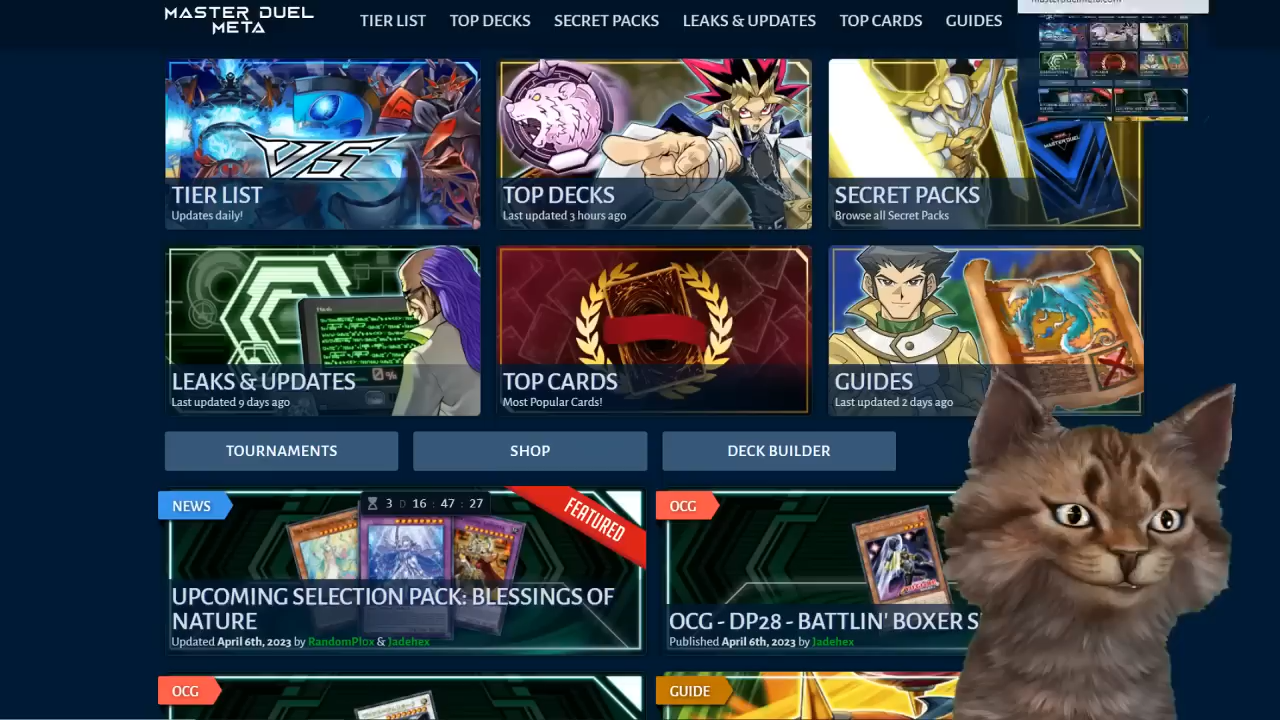 MASTER DUEL
META
TIER LIST
TOP DECKS
SECRET PACKS
LEAKS & UPDATES
TOP CARDS
GUIDES
TIER LIST
Updates daily!
TOP DECKS
Last updated 3 hours ago
SECRET PACKS
Browse all Secret Packs
LEAKS & UPDATES
Last updated 9 days ago
TOP CARDS
Most Popular Cards!
GUIDES
Last updated 2 days ago
TOURNAMENTS
SHOP
DECK BUILDER
NEWS
3 D 16 : 47 : 27
FEATURED
UPCOMING SELECTION PACK: BLESSINGS OF
NATURE
Updated April 6th, 2023 by RandomPl0x & Jadehex
OCG
OCG - DP28 - BATTLIN' BOXER S
Published April 6th, 2023 by Jadehex
OCG
GUIDE